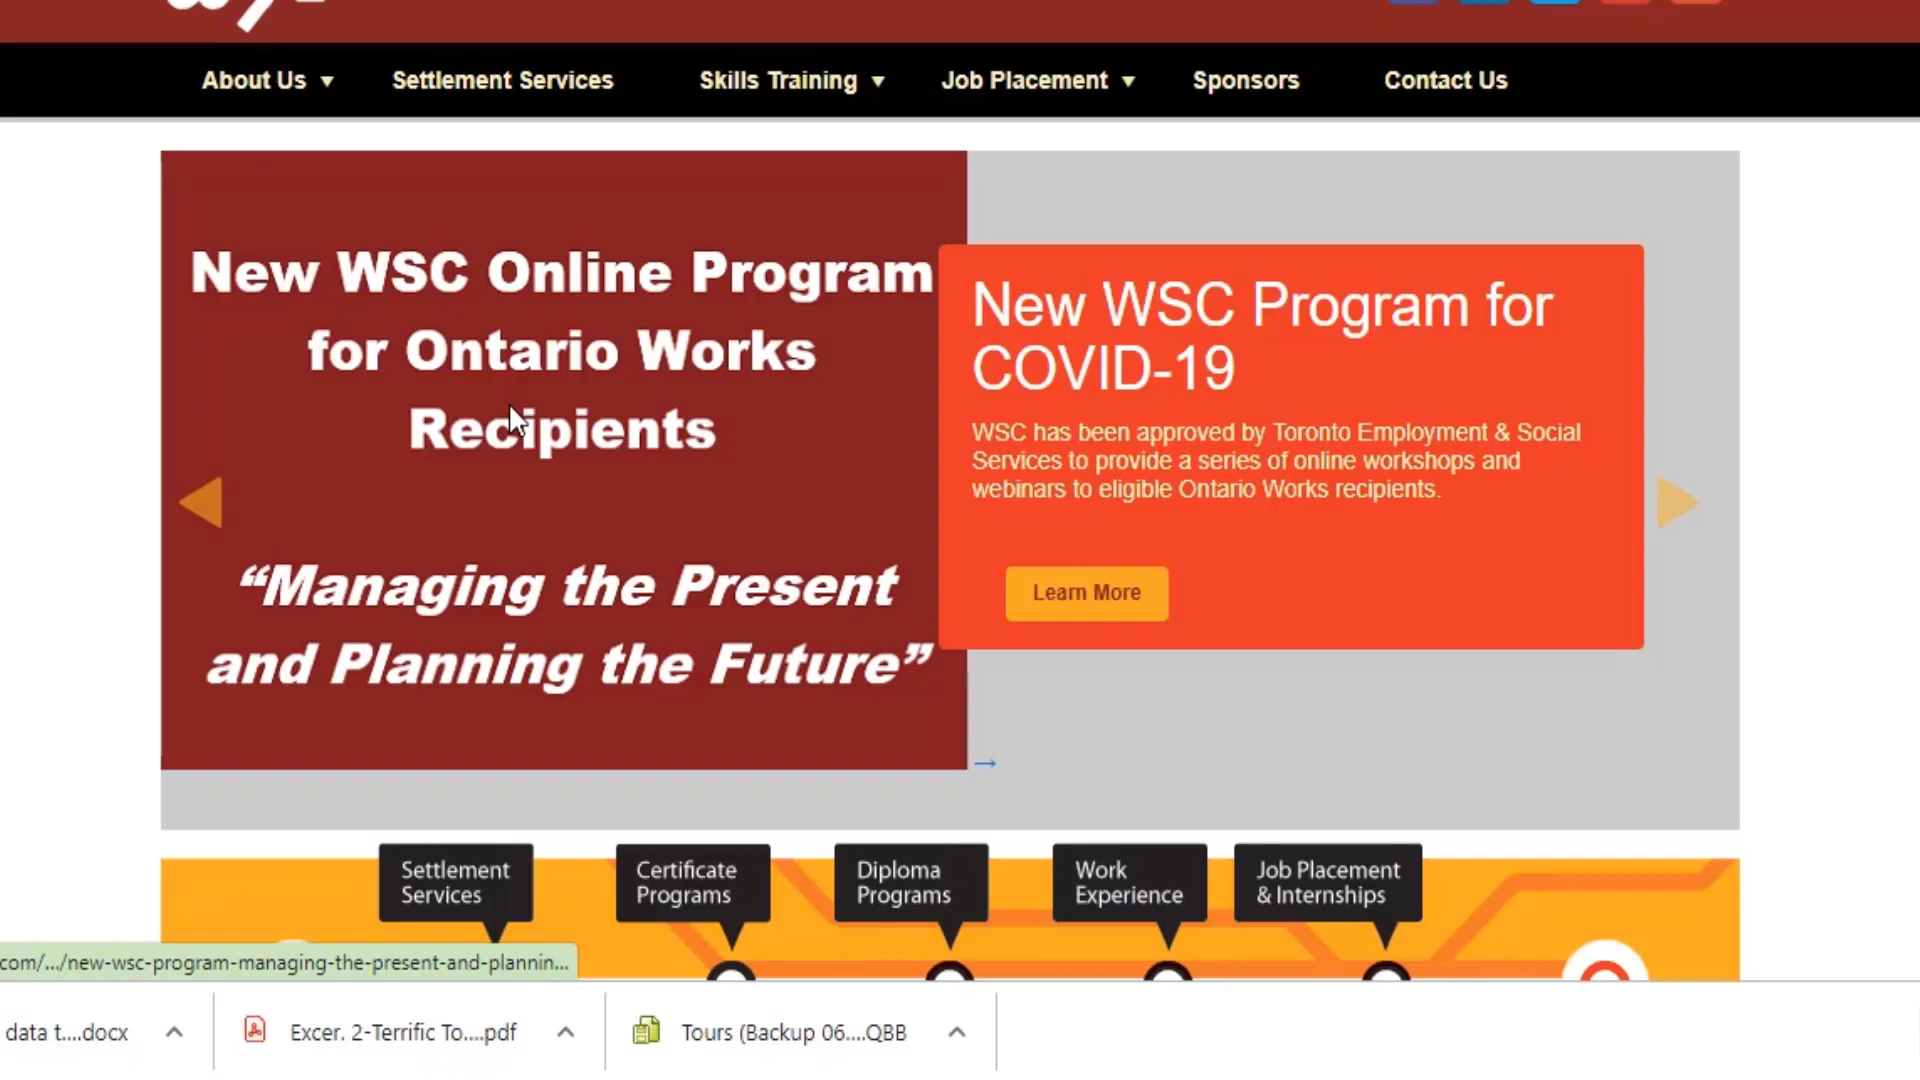 About Us ▼ Settlement Services Skills Training ▼ Job Placement ▼ Sponsors Contact Us
New WSC Online Program
for Ontario Works
Recipients
“Managing the Present
and Planning the Future”
New WSC Program for
COVID-19
WSC has been approved by Toronto Employment & Social
Services to provide a series of online workshops and
webinars to eligible Ontario Works recipients.
Learn More
→
Settlement
Services
Certificate
Programs
Diploma
Programs
Work
Experience
Job Placement
& Internships
com/.../new-wsc-program-managing-the-present-and-plannin...
data t....docx
Excer. 2-Terrific To....pdf
Tours (Backup 06....QBB